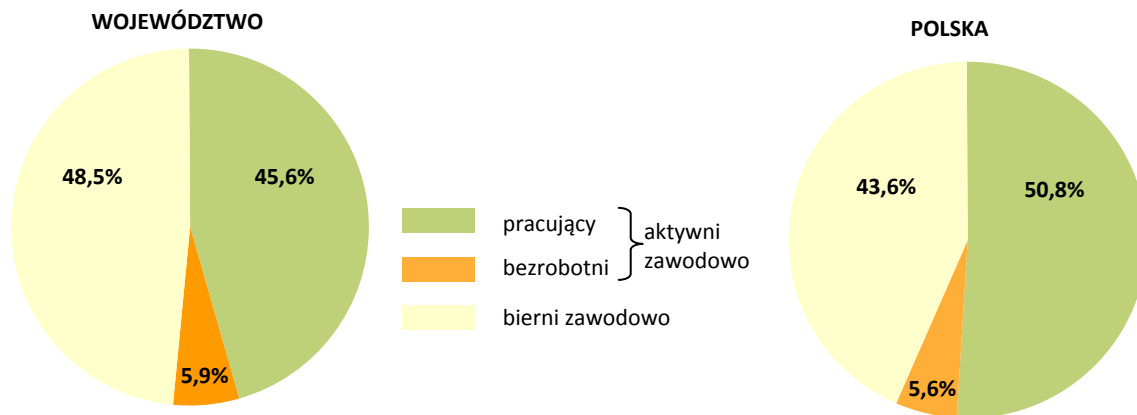 WOJEWÓDZTWO
48,5%
45,6%
5,9%
pracujący
bezrobotni
aktywni
zawodowo
bierni zawodowo
POLSKA
43,6%
50,8%
5,6%